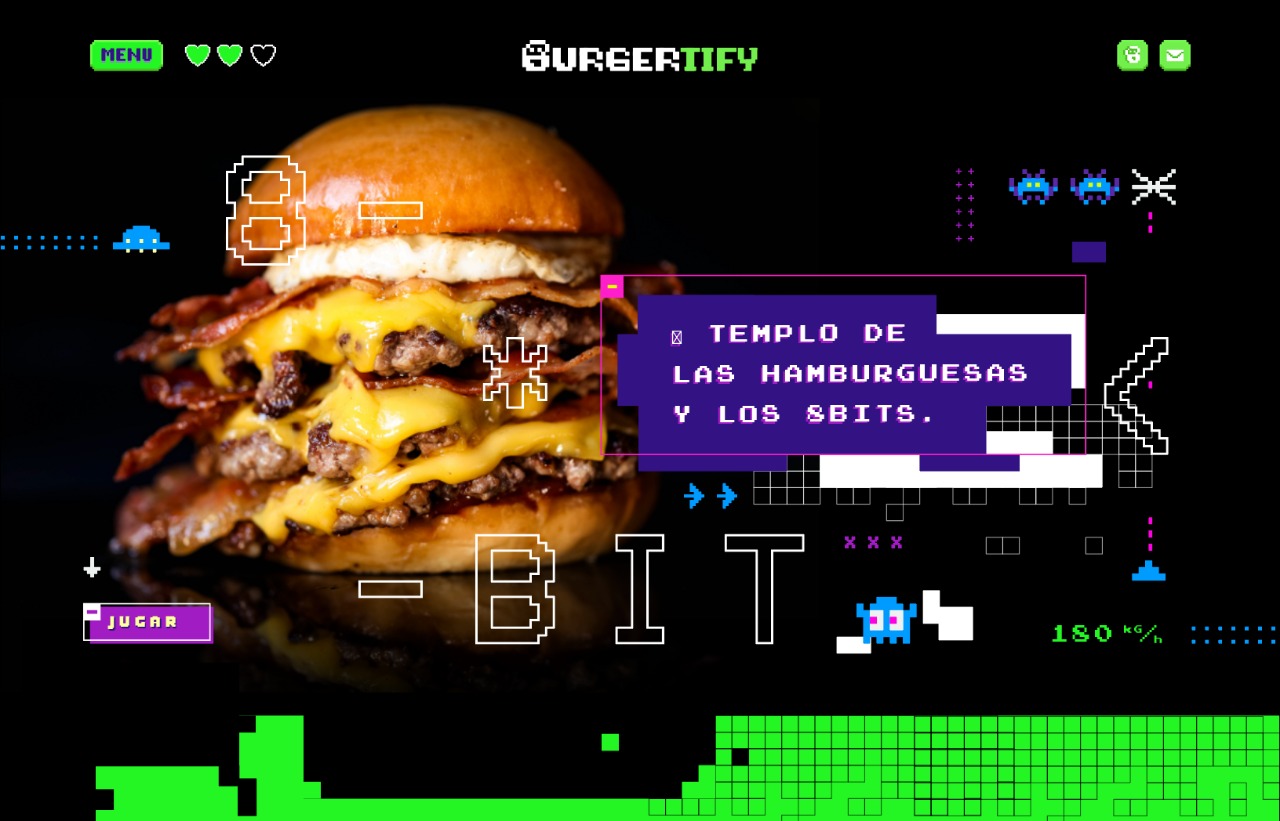 MENU
BURGERTIFY
8-
TEMPLO DE
LAS HAMBURGUESAS
Y LOS 8BITS.
*
<
-BIT
x x x
JUGAR
180 kG/h